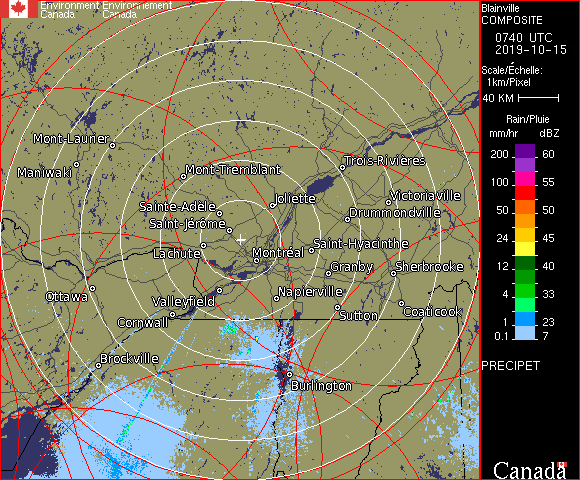 Environment Environnement
Canada Canada
Blainville
COMPOSITE
0740 UTC
2019-10-15
Scale/Échelle:
1km/Pixel
40 KM
Rain/Pluie
mm/hr dBZ
200 60
100 55
50 50
24 45
12 40
4 33
1 23
0.1 7
PRECIPET
Canada
Mont-Laurier
Maniwaki
Mont-Tremblant
Trois-Rivières
Joliette
Victoriaville
Sainte-Adèle
Drummondville
Saint-Jérôme
Lachute
Montréal
Saint-Hyacinthe
Granby
Sherbrooke
Ottawa
Valleyfield
Napierville
Cornwall
Sutton
Coaticook
Brockville
Burlington